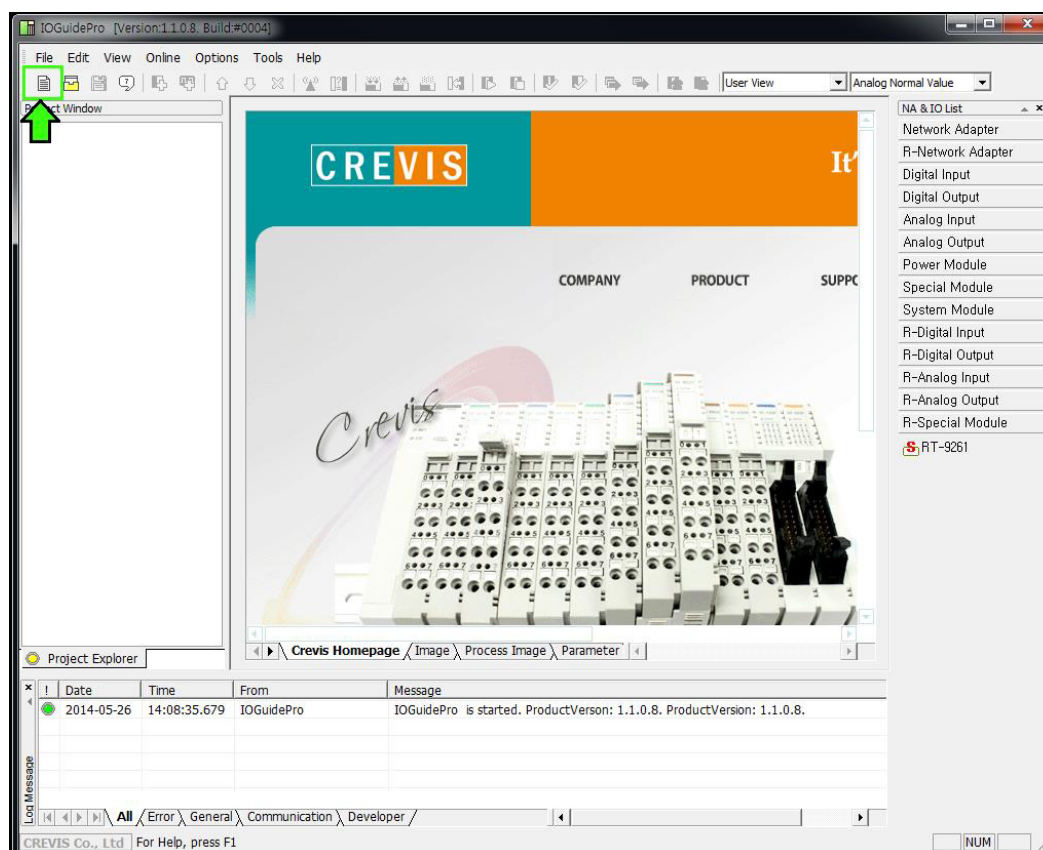 IOGuidePro [Version:1.1.0.8. Build:#0004]
File Edit View Online Options Tools Help
User View Analog Normal Value
Project Window
CREVIS
It'
COMPANY PRODUCT SUPPC
Crevis
Crevis Homepage Image Process Image Parameter
Project Explorer
NA & IO List
Network Adapter
R-Network Adapter
Digital Input
Digital Output
Analog Input
Analog Output
Power Module
Special Module
System Module
R-Digital Input
R-Digital Output
R-Analog Input
R-Analog Output
R-Special Module
RT-9261
! Date Time From Message
2014-05-26 14:08:35.679 IOGuidePro IOGuidePro is started. ProductVerson: 1.1.0.8. ProductVersion: 1.1.0.8.
Log Message
All Error General Communication Developer
CREVIS Co., Ltd For Help, press F1 NUM